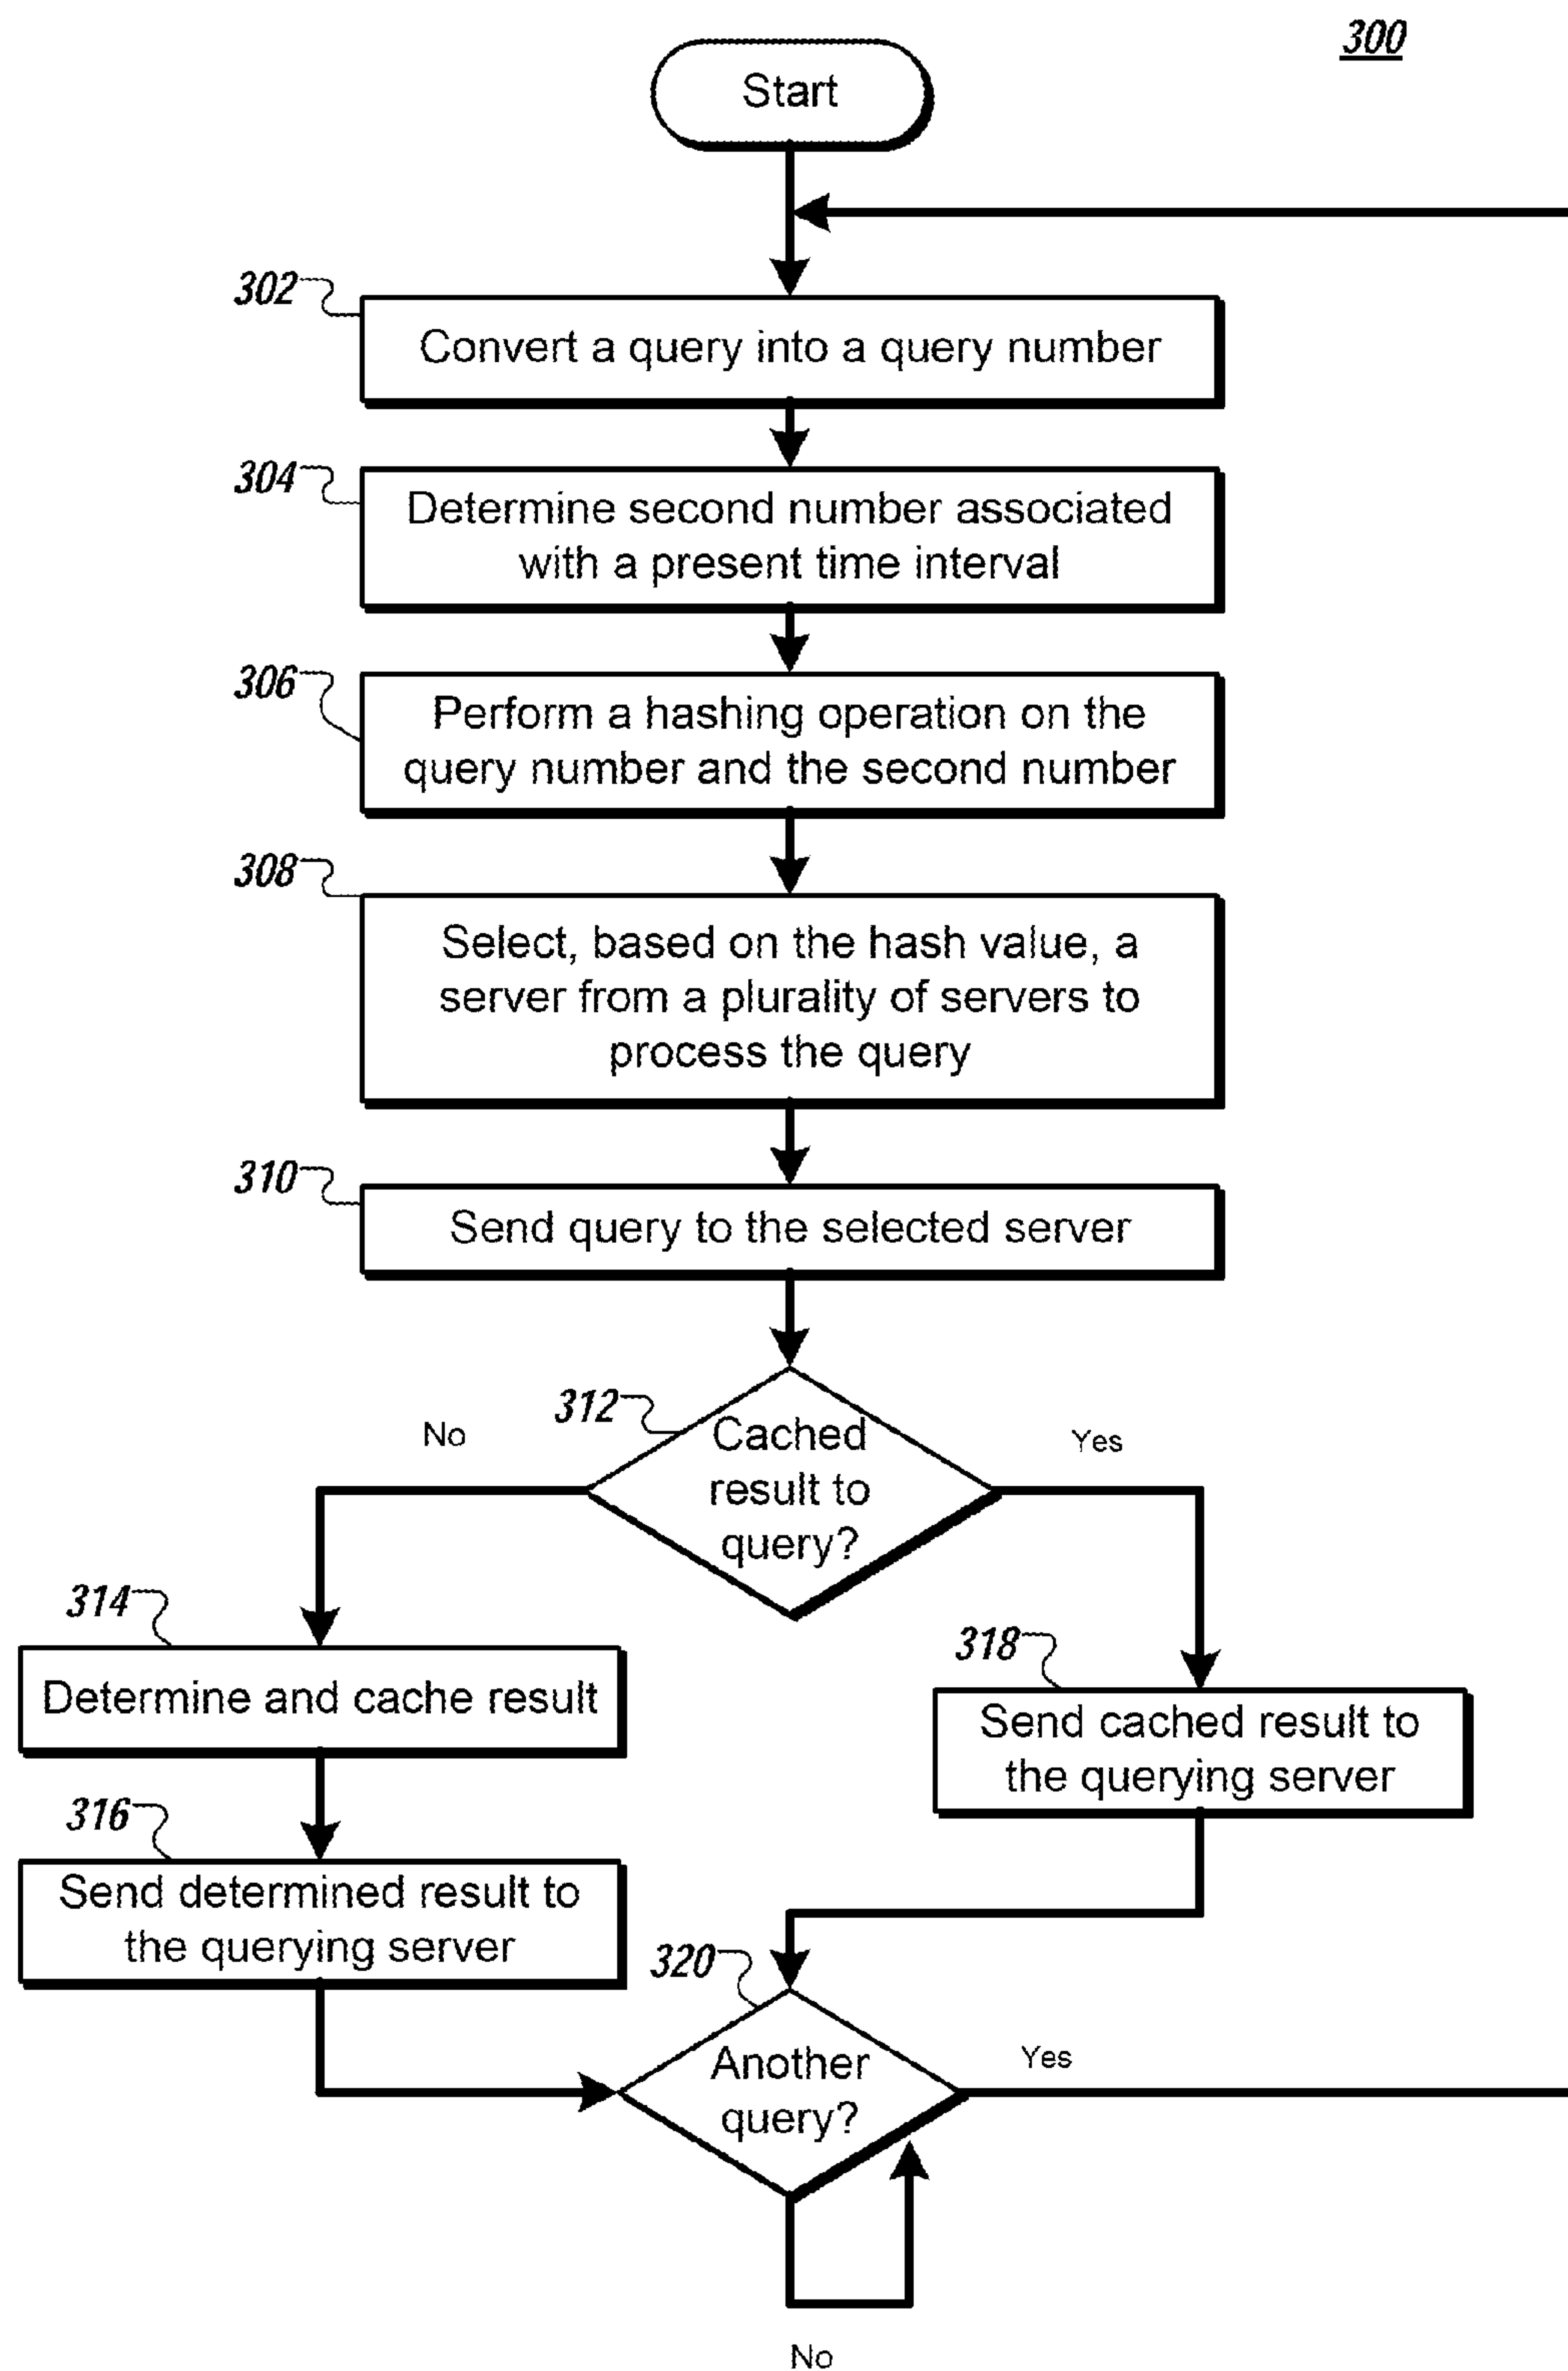 300
Start
302
Convert a query into a query number
304
Determine second number associated
with a present time interval
306
Perform a hashing operation on the
query number and the second number
308
Select, based on the hash value, a
server from a plurality of servers to
process the query
310
Send query to the selected server
312
Cached
result to
query?
No
Yes
314
Determine and cache result
318
Send cached result to
the querying server
316
Send determined result to
the querying server
320
Another
query?
Yes
No